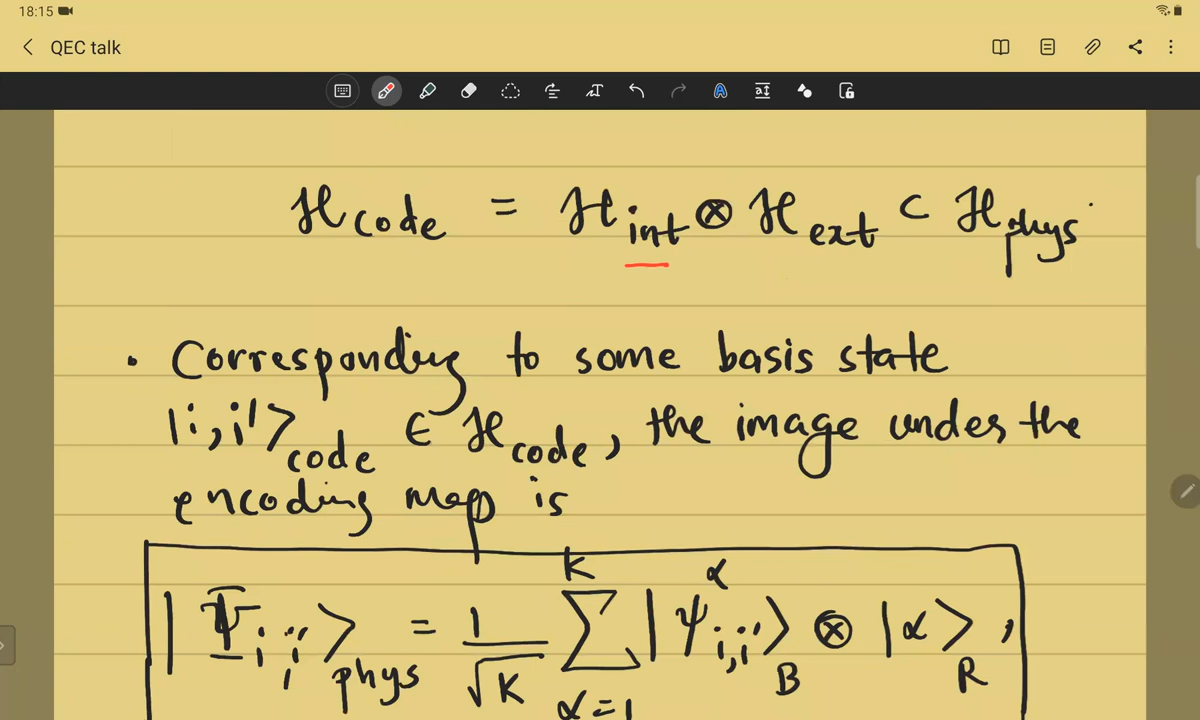 18:15
QEC talk
ℋ_code = ℋ_int ⊗ ℋ_ext ⊂ ℋ_phys
• Corresponding to some basis state
|i,i'⟩_code ∈ ℋ_code, the image under the
encoding map is
|Ψ_{i,i'}⟩_phys = 1/√K ∑_{α=1}^{K} |ψ^α_{i,i'}⟩_B ⊗ |α⟩_R ,